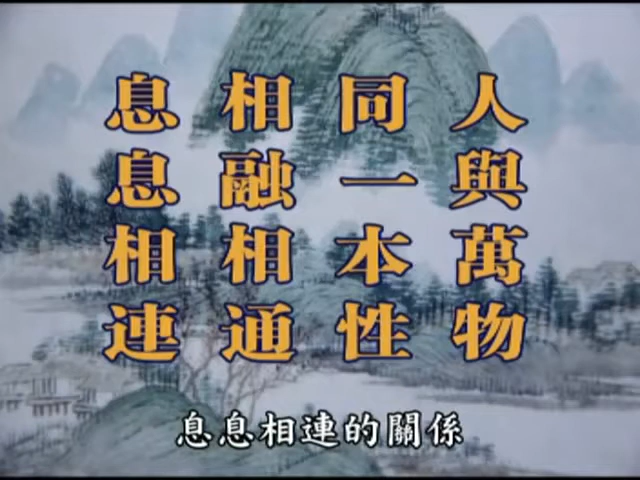 人與萬物
同一本性
相融相通
息息相連
息息相連的關係